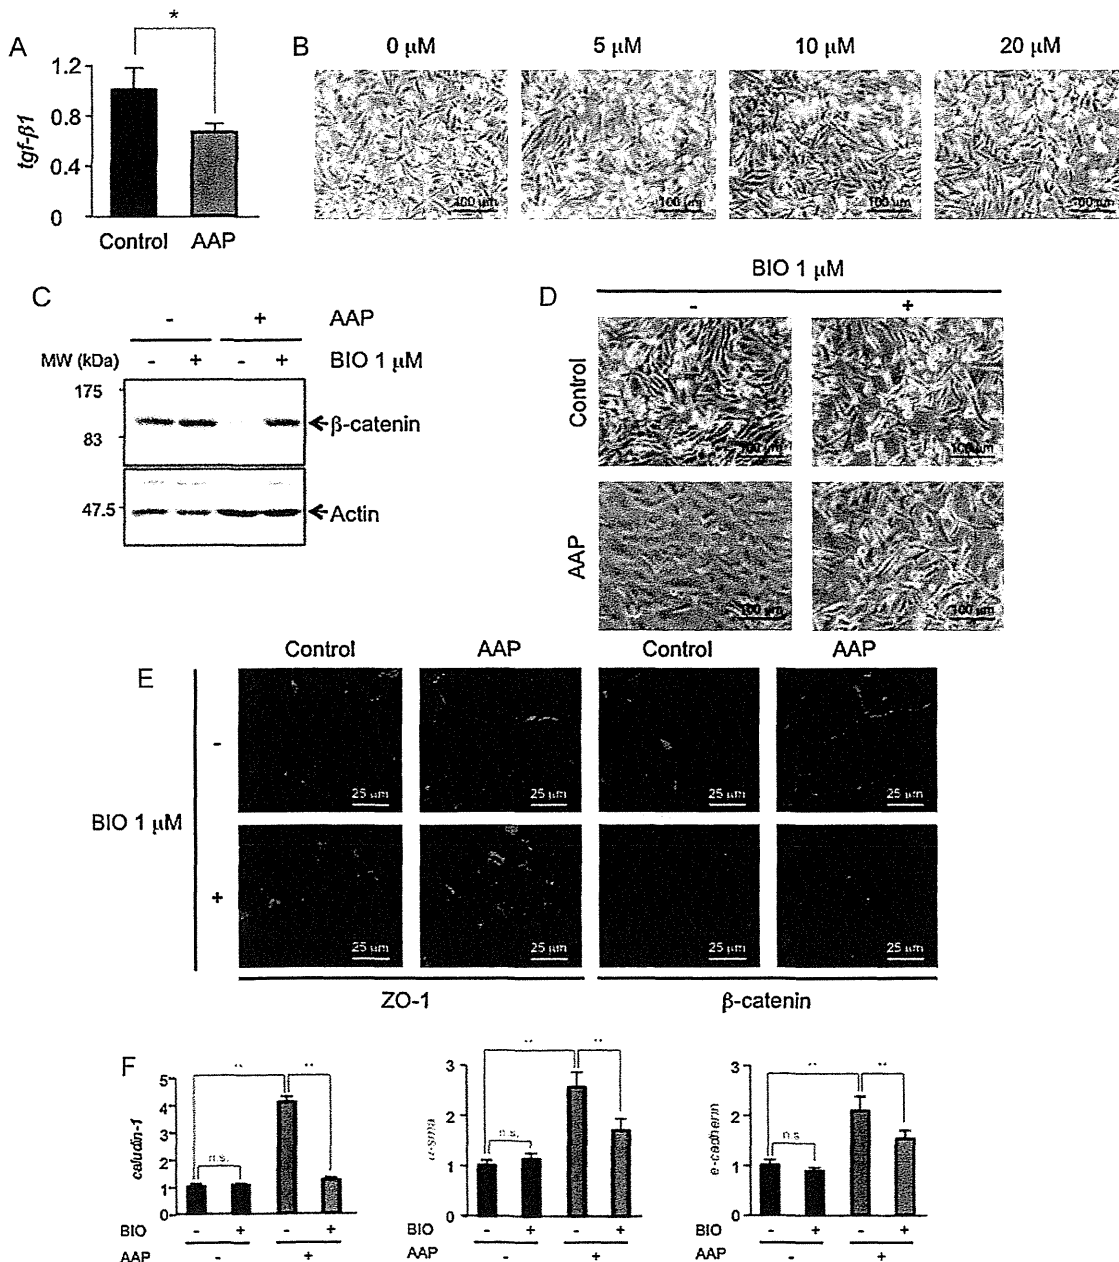 *
A
1.2
0.8
0.4
0
tgf-β1
Control AAP
B
0 μM 5 μM 10 μM 20 μM
100 μm 100 μm 100 μm 100 μm
C
- + AAP
MW (kDa) - + - + BIO 1 μM
175
83
β-catenin
47.5
Actin
D
BIO 1 μM
- +
Control
100 μm 100 μm
AAP
100 μm 100 μm
E
Control AAP Control AAP
BIO 1 μM
-
25 μm 25 μm 25 μm 25 μm
+
25 μm 25 μm 25 μm 25 μm
ZO-1 β-catenin
F
5
4
3
2
1
0
caludin-1
n.s.
BIO - + - +
AAP - +
3
2
1
0
α-sma
n.s.
BIO - + - +
AAP - +
3
2
1
0
e-cadherin
n.s
BIO - + - +
AAP - +